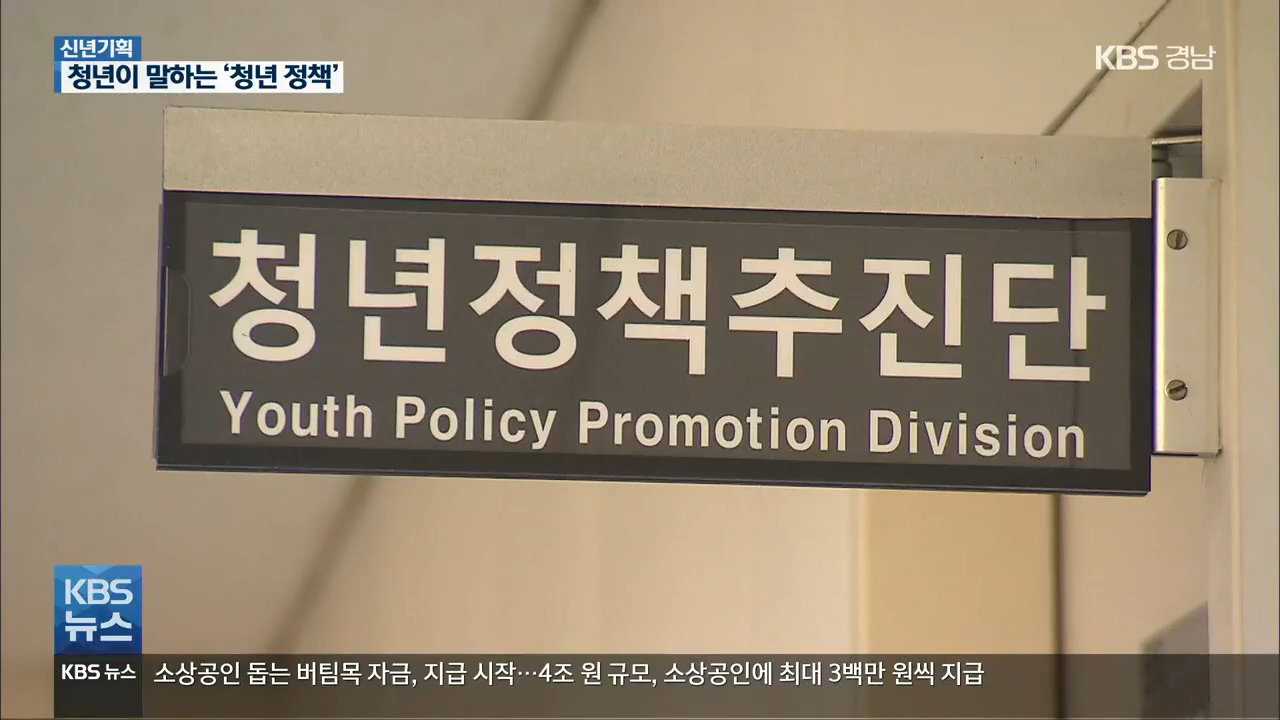 신년기획
청년이 말하는 ‘청년 정책’
KBS 경남
청년정책추진단
Youth Policy Promotion Division
KBS
뉴스
KBS 뉴스 소상공인 돕는 버팀목 자금, 지급 시작…4조 원 규모, 소상공인에 최대 3백만 원씩 지급